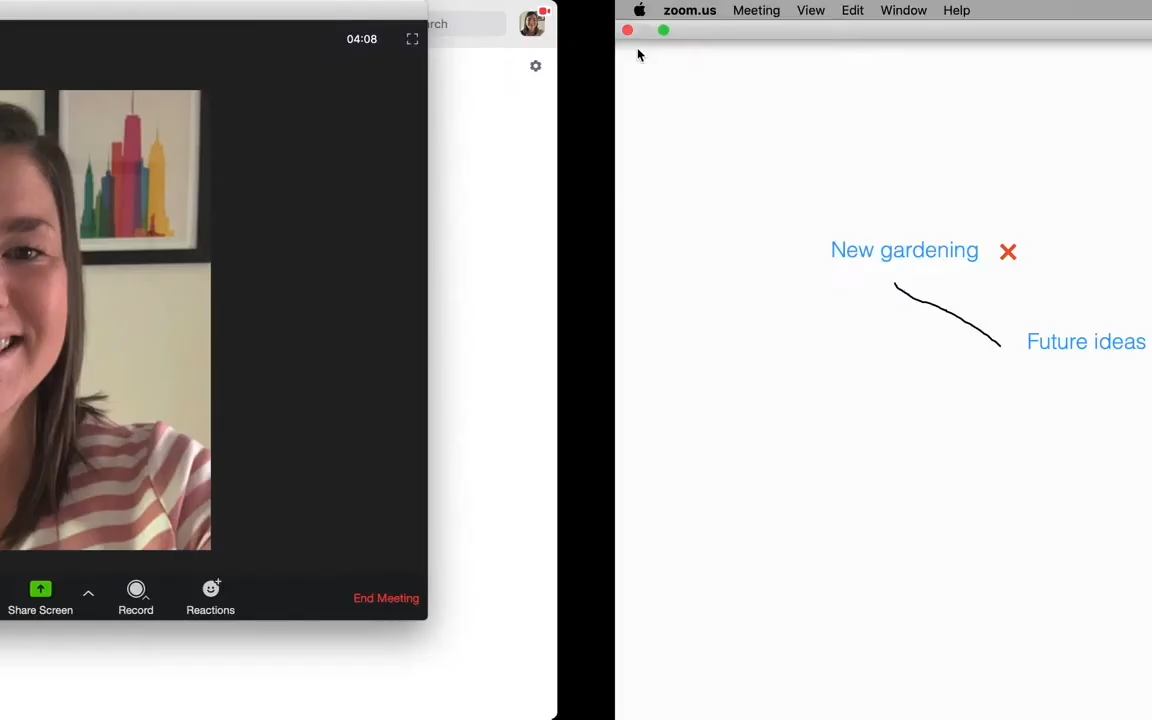 rch
04:08
Share Screen
Record
Reactions
End Meeting
zoom.us Meeting View Edit Window Help
New gardening
Future ideas